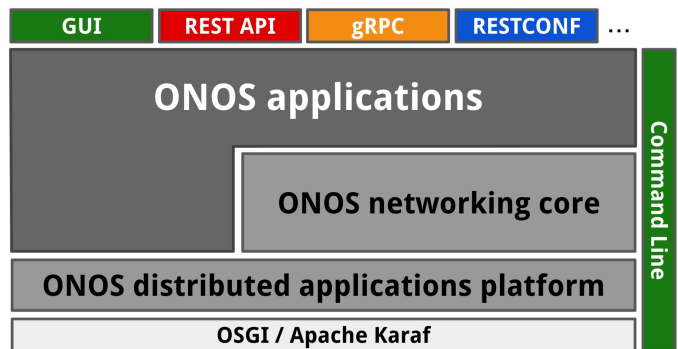 GUI
REST API
gRPC
RESTCONF
...
ONOS applications
Command Line
ONOS networking core
ONOS distributed applications platform
OSGI / Apache Karaf